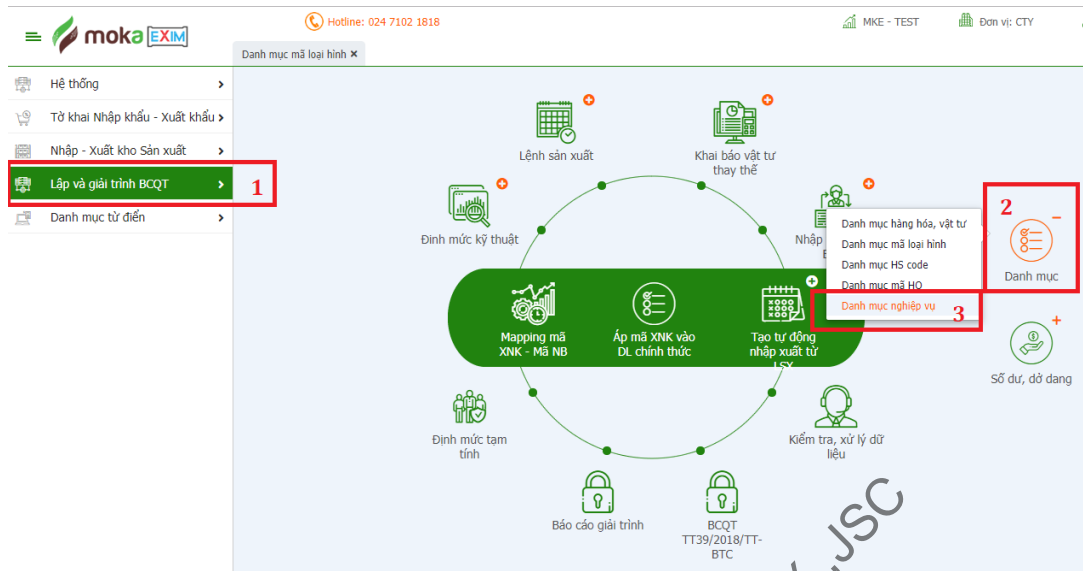 moka EXIM
Hotline: 024 7102 1818
MKE - TEST
Đơn vị: CTY
Danh mục mã loại hình ×
Hệ thống
Tờ khai Nhập khẩu - Xuất khẩu
Nhập - Xuất kho Sản xuất
Lập và giải trình BCQT
1
Danh mục từ điển
Lệnh sản xuất
Khai báo vật tư
thay thế
Định mức kỹ thuật
Nhập
Danh mục hàng hóa, vật tư
Danh mục mã loại hình
Danh mục HS code
Danh mục mã HQ
Danh mục nghiệp vụ
3
2
Danh mục
Mapping mã
XNK - Mã NB
Áp mã XNK vào
DL chính thức
Tạo tự động
nhập xuất từ
LSX
Số dư, dở dang
Định mức tạm
tính
Kiểm tra, xử lý dữ
liệu
Báo cáo giải trình
BCQT
TT39/2018/TT-
BTC
,JSC